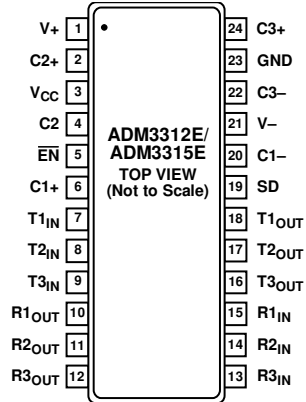 V+ 1 24 C3+
C2+ 2 23 GND
VCC 3 22 C3–
C2 4 21 V–
EN 5 20 C1–
C1+ 6 19 SD
T1IN 7 18 T1OUT
T2IN 8 17 T2OUT
T3IN 9 16 T3OUT
R1OUT 10 15 R1IN
R2OUT 11 14 R2IN
R3OUT 12 13 R3IN
ADM3312E/
ADM3315E
TOP VIEW
(Not to Scale)